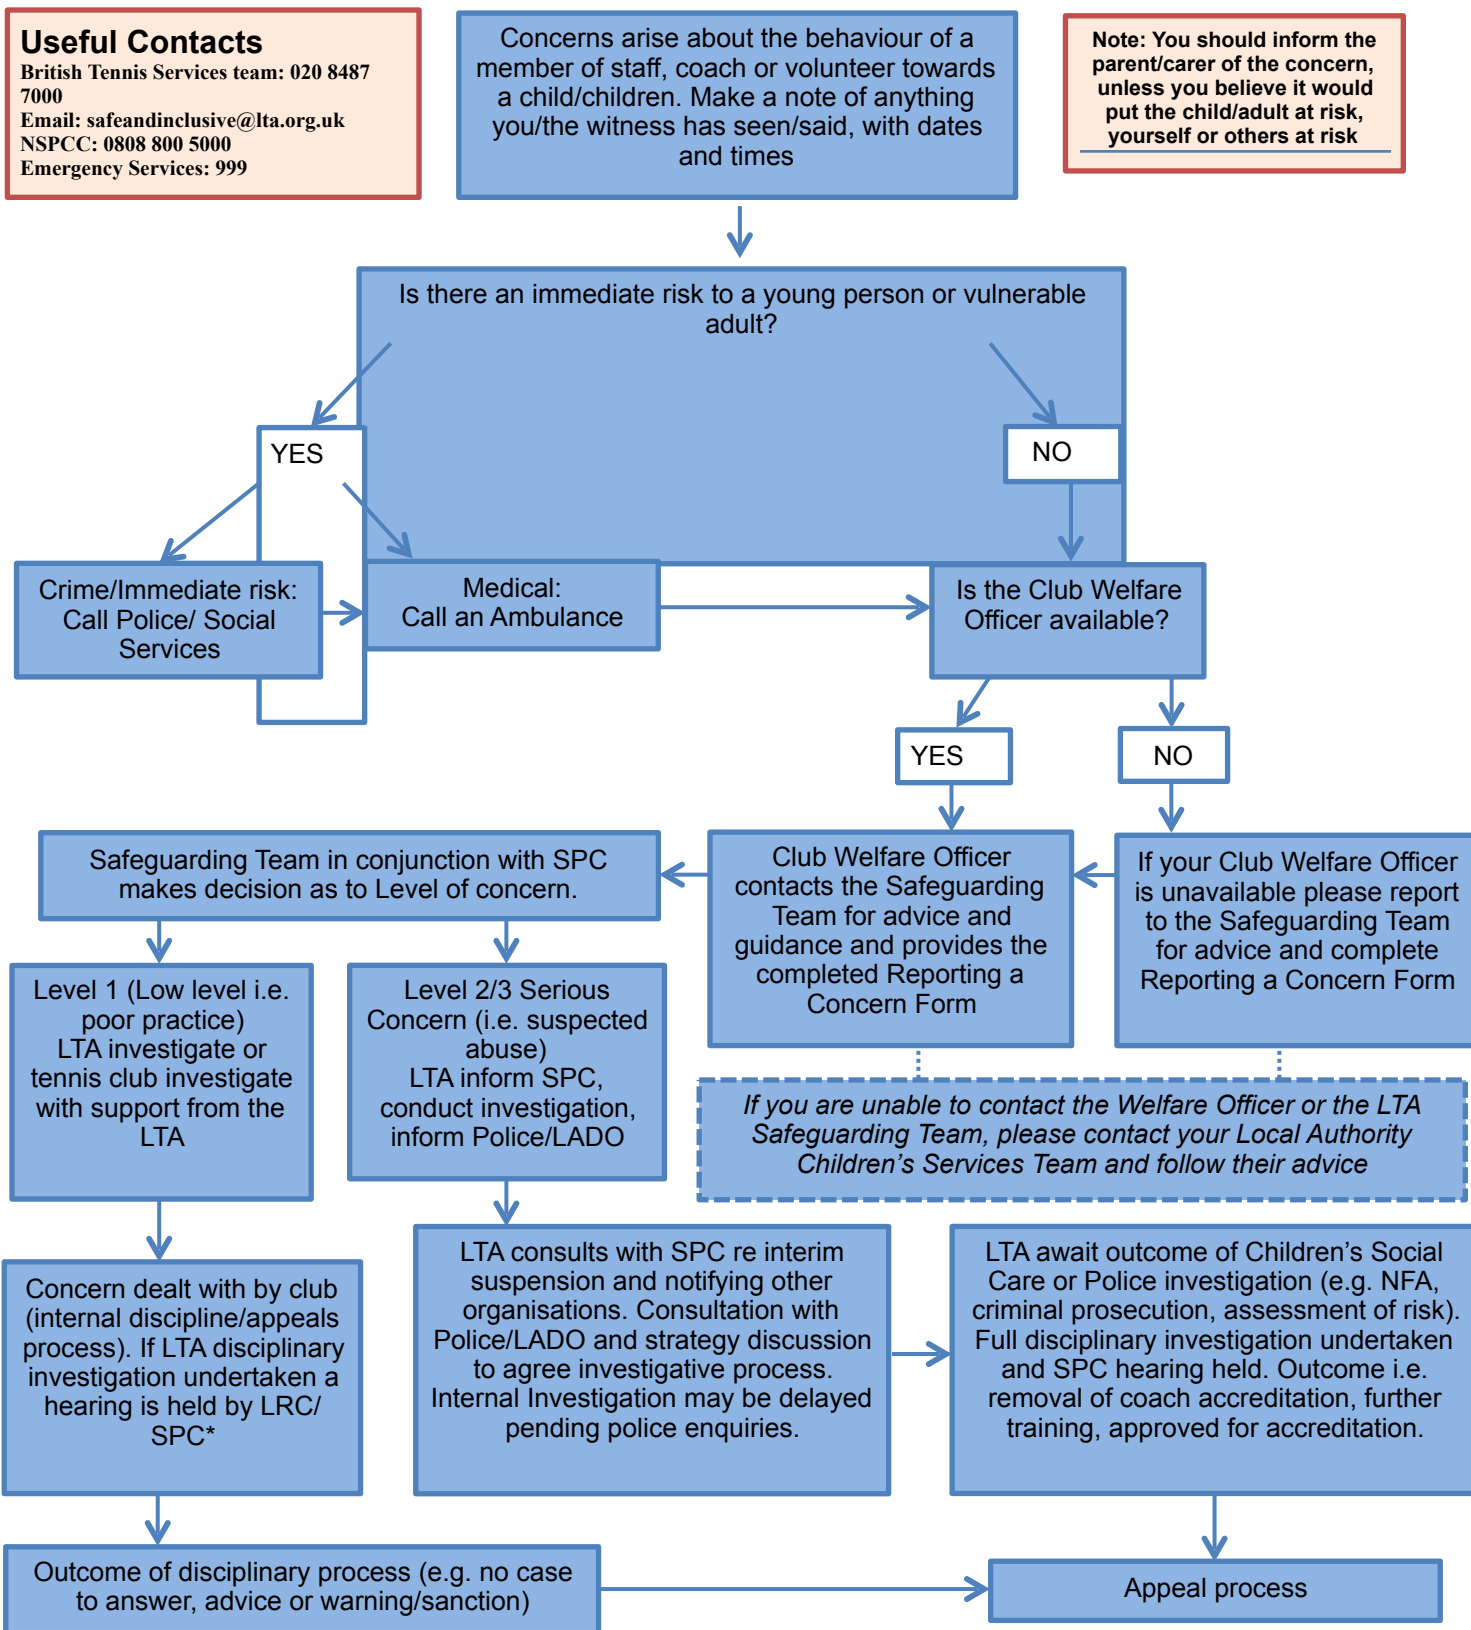 Useful Contacts
British Tennis Services team: 020 8487
7000
Email: safeandinclusive@lta.org.uk
NSPCC: 0808 800 5000
Emergency Services: 999
Concerns arise about the behaviour of a
member of staff, coach or volunteer towards
a child/children. Make a note of anything
you/the witness has seen/said, with dates
and times
Note: You should inform the
parent/carer of the concern,
unless you believe it would
put the child/adult at risk,
yourself or others at risk
Is there an immediate risk to a young person or vulnerable
adult?
YES
NO
Crime/Immediate risk:
Call Police/ Social
Services
Medical:
Call an Ambulance
Is the Club Welfare
Officer available?
YES
NO
Safeguarding Team in conjunction with SPC
makes decision as to Level of concern.
Club Welfare Officer
contacts the Safeguarding
Team for advice and
guidance and provides the
completed Reporting a
Concern Form
If your Club Welfare Officer
is unavailable please report
to the Safeguarding Team
for advice and complete
Reporting a Concern Form
Level 1 (Low level i.e.
poor practice)
LTA investigate or
tennis club investigate
with support from the
LTA
Level 2/3 Serious
Concern (i.e. suspected
abuse)
LTA inform SPC,
conduct investigation,
inform Police/LADO
If you are unable to contact the Welfare Officer or the LTA
Safeguarding Team, please contact your Local Authority
Children’s Services Team and follow their advice
Concern dealt with by club
(internal discipline/appeals
process). If LTA disciplinary
investigation undertaken a
hearing is held by LRC/
SPC*
LTA consults with SPC re interim
suspension and notifying other
organisations. Consultation with
Police/LADO and strategy discussion
to agree investigative process.
Internal Investigation may be delayed
pending police enquiries.
LTA await outcome of Children’s Social
Care or Police investigation (e.g. NFA,
criminal prosecution, assessment of risk).
Full disciplinary investigation undertaken
and SPC hearing held. Outcome i.e.
removal of coach accreditation, further
training, approved for accreditation.
Outcome of disciplinary process (e.g. no case
to answer, advice or warning/sanction)
Appeal process